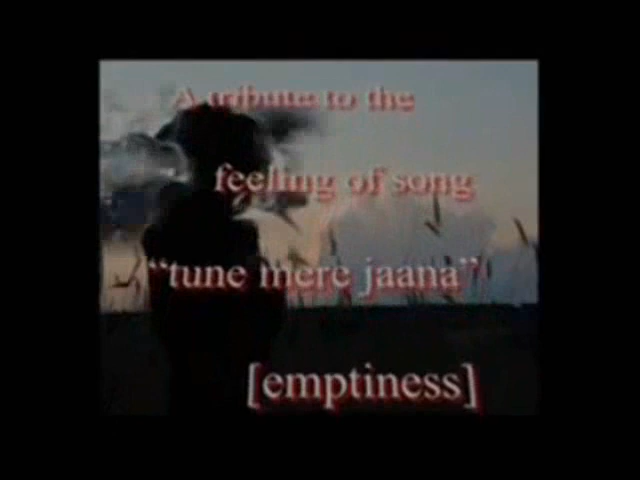 A tribute to the
feeling of song
“tune mere jaana”
[emptiness]